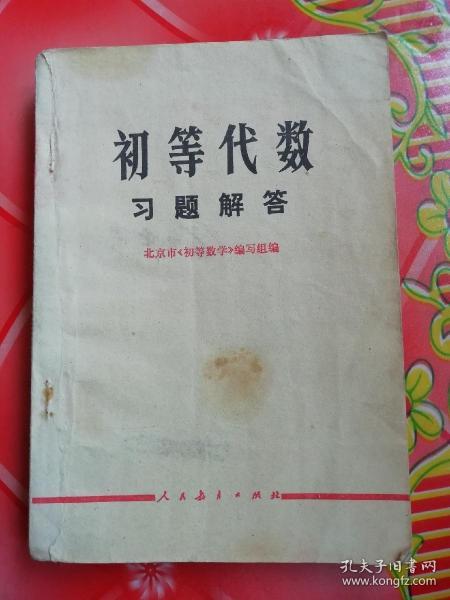 初等代数
习题解答
北京市《初等数学》编写组编
人民教育出版社
孔夫子旧书网
www.kongfz.com